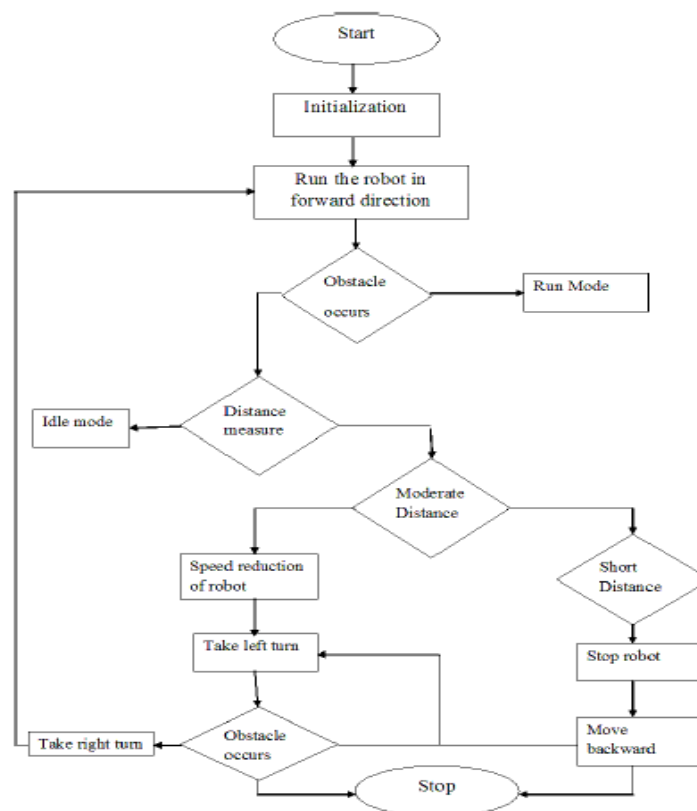 Start
Initialization
Run the robot in
forward direction
Obstacle
occurs
Run Mode
Distance
measure
Idle mode
Moderate
Distance
Speed reduction
of robot
Short
Distance
Take left turn
Stop robot
Obstacle
occurs
Take right turn
Move
backward
Stop